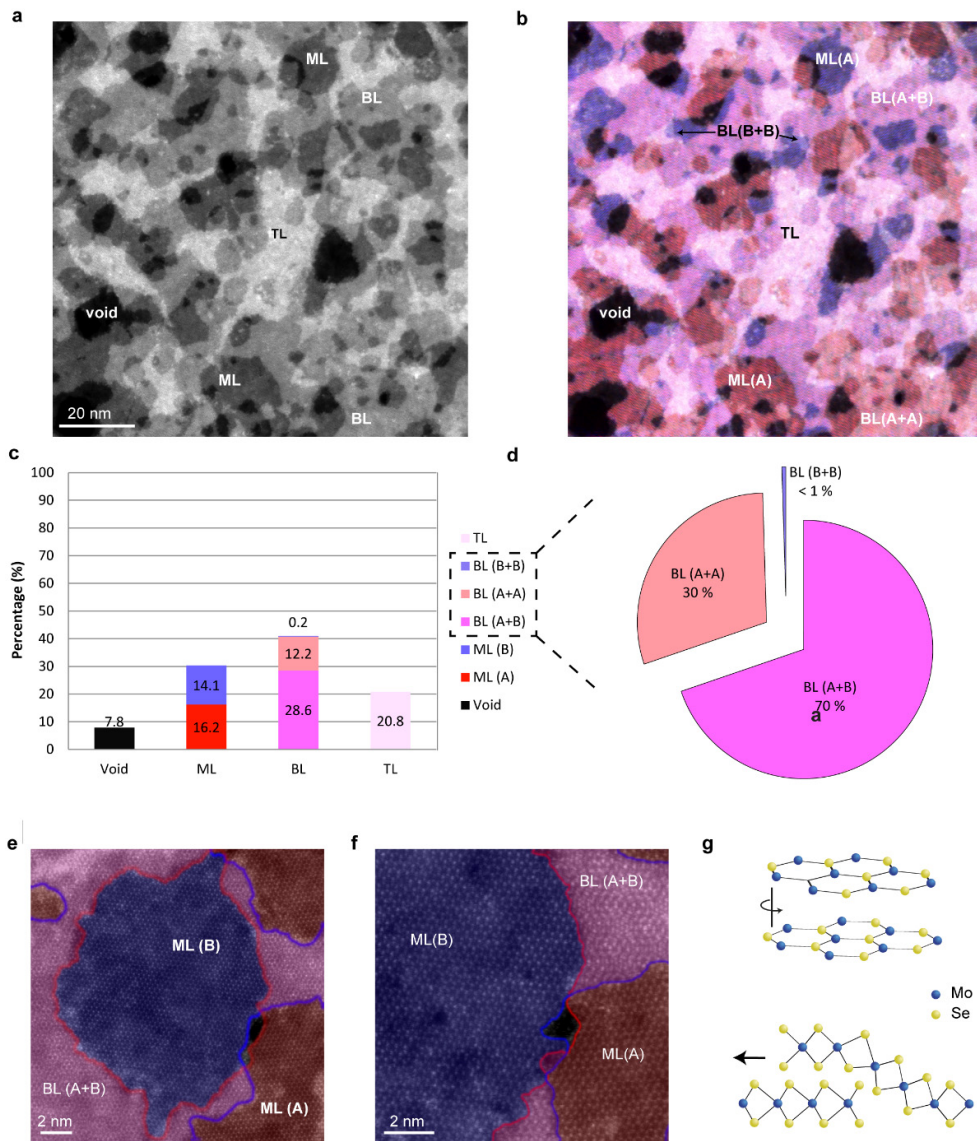 a
ML
BL
TL
void
ML
BL
20 nm
b
ML(A)
BL(A+B)
BL(B+B)
TL
void
ML(A)
BL(A+A)
c
Percentage (%)
100
90
80
70
60
50
40
30
20
10
0
7.8
14.1
16.2
0.2
12.2
28.6
20.8
Void
ML
BL
TL
TL
BL (B+B)
BL (A+A)
BL (A+B)
ML (B)
ML (A)
Void
d
BL (B+B)
< 1 %
BL (A+A)
30 %
BL (A+B)
70 %
a
e
ML (B)
BL (A+B)
ML (A)
2 nm
f
BL (A+B)
ML(B)
ML(A)
2 nm
g
Mo
Se